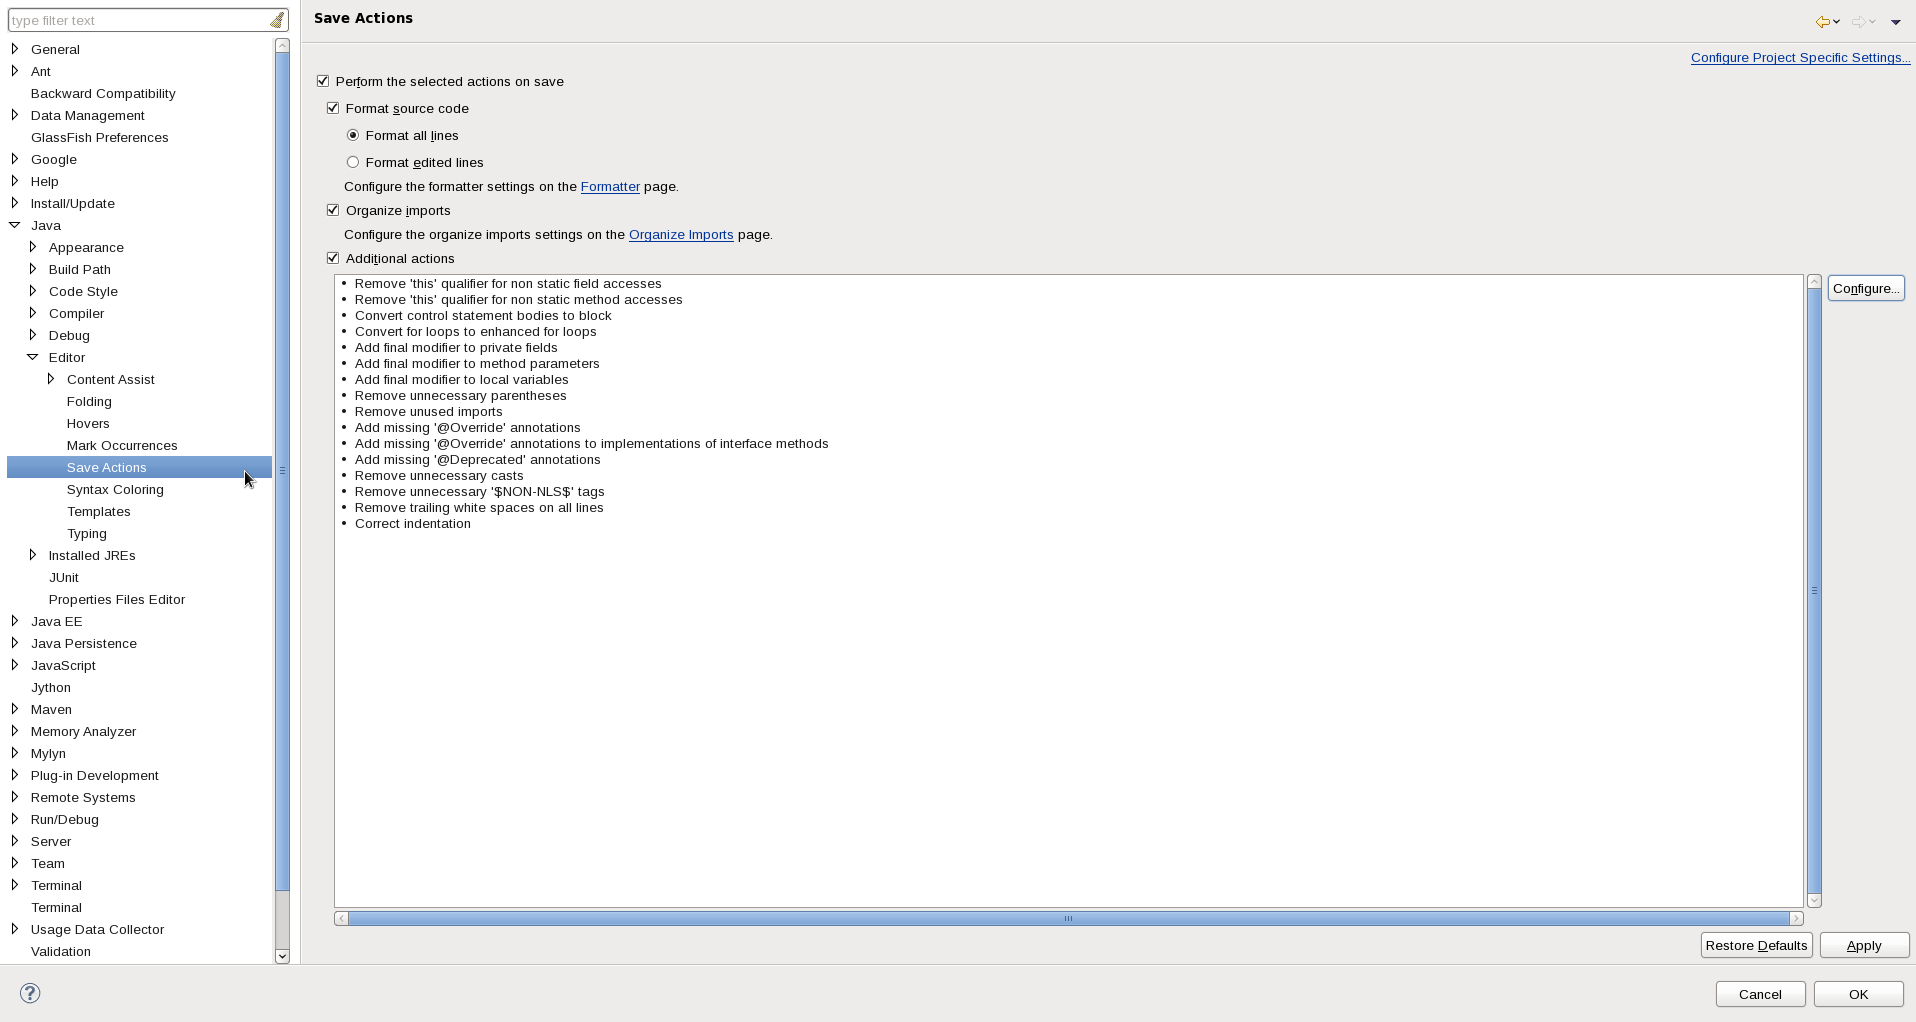 type filter text
General
Ant
Backward Compatibility
Data Management
GlassFish Preferences
Google
Help
Install/Update
Java
Appearance
Build Path
Code Style
Compiler
Debug
Editor
Content Assist
Folding
Hovers
Mark Occurrences
Save Actions
Syntax Coloring
Templates
Typing
Installed JREs
JUnit
Properties Files Editor
Java EE
Java Persistence
JavaScript
Jython
Maven
Memory Analyzer
Mylyn
Plug-in Development
Remote Systems
Run/Debug
Server
Team
Terminal
Terminal
Usage Data Collector
Validation
Save Actions
Configure Project Specific Settings...
Perform the selected actions on save
Format source code
Format all lines
Format edited lines
Configure the formatter settings on the Formatter page.
Organize imports
Configure the organize imports settings on the Organize Imports page.
Additional actions
• Remove 'this' qualifier for non static field accesses
• Remove 'this' qualifier for non static method accesses
• Convert control statement bodies to block
• Convert for loops to enhanced for loops
• Add final modifier to private fields
• Add final modifier to method parameters
• Add final modifier to local variables
• Remove unnecessary parentheses
• Remove unused imports
• Add missing '@Override' annotations
• Add missing '@Override' annotations to implementations of interface methods
• Add missing '@Deprecated' annotations
• Remove unnecessary casts
• Remove unnecessary '$NON-NLS$' tags
• Remove trailing white spaces on all lines
• Correct indentation
Configure...
Restore Defaults
Apply
?
Cancel
OK